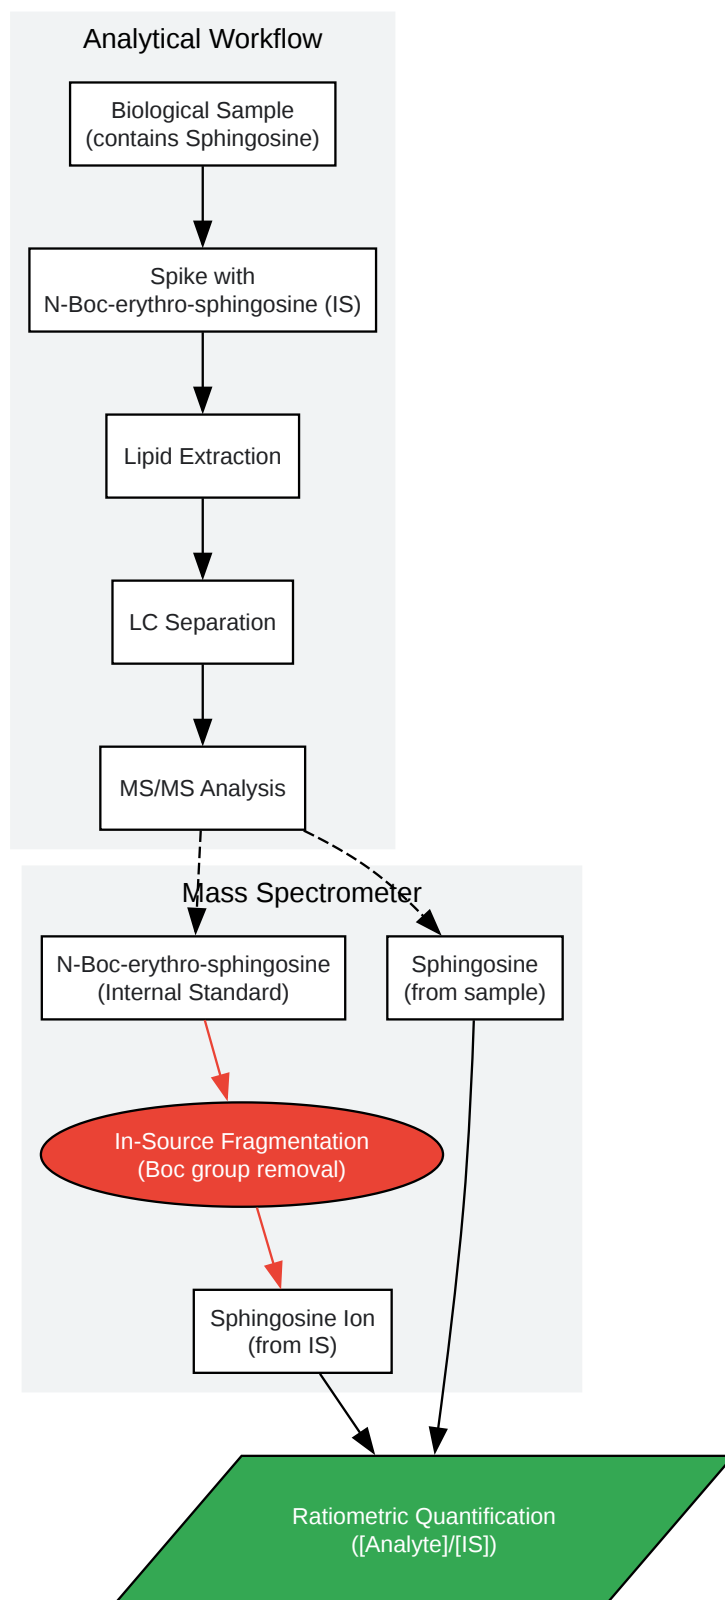 Analytical Workflow
Biological Sample
(contains Sphingosine)
Spike with
N-Boc-erythro-sphingosine (IS)
Lipid Extraction
LC Separation
MS/MS Analysis
Mass Spectrometer
N-Boc-erythro-sphingosine
(Internal Standard)
Sphingosine
(from sample)
In-Source Fragmentation
(Boc group removal)
Sphingosine Ion
(from IS)
Ratiometric Quantification
([Analyte]/[IS])